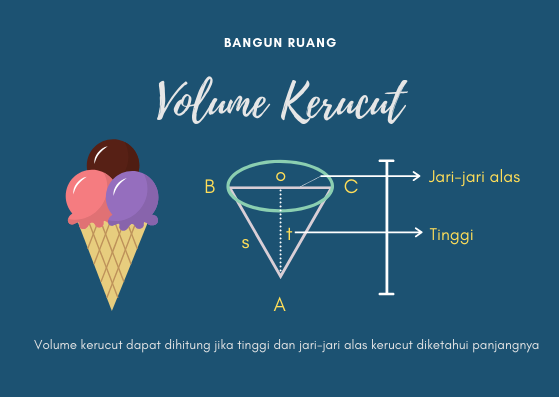 BANGUN RUANG
Volume Kerucut
O
B
C
Jari-jari alas
s
t
Tinggi
A
Volume kerucut dapat dihitung jika tinggi dan jari-jari alas kerucut diketahui panjangnya